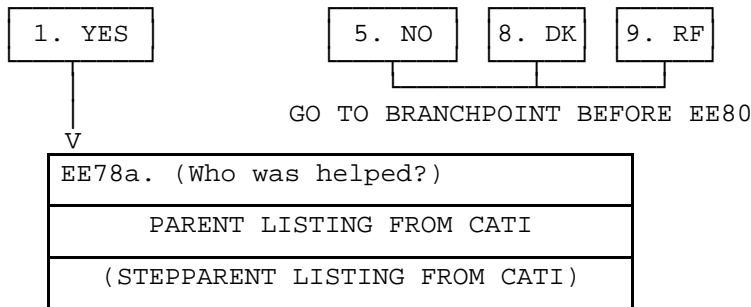 1. YES 5. NO 8. DK 9. RF
GO TO BRANCHPOINT BEFORE EE80
V
EE78a. (Who was helped?)
PARENT LISTING FROM CATI
(STEPPARENT LISTING FROM CATI)